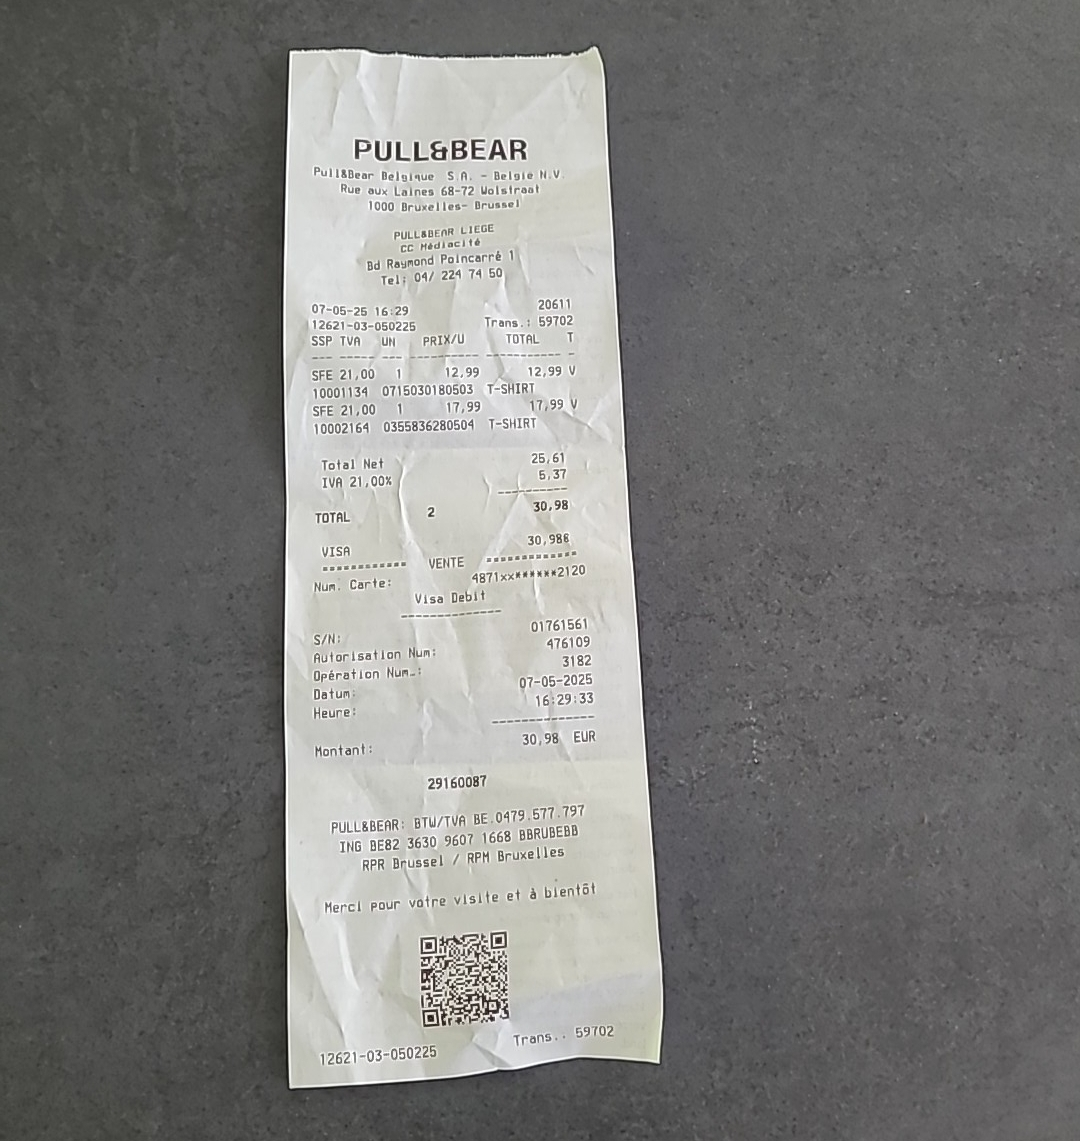 PULL&BEAR
Pull&Bear Belgique S.A. - Belgie N.V.
Rue aux Laines 68-72 Wolstraat
1000 Bruxelles- Brussel
PULL&BEAR LIEGE
CC Médiacité
Bd Raymond Poincarré 1
Tel: 04/ 224 74 50
07-05-25 16:29 20611
12621-03-050225 Trans.: 59702
SSP TVA UN PRIX/U TOTAL T
--- ----- --- ---------- ----------- -
SFE 21,00 1 12,99 12,99 V
10001134 0715030180503 T-SHIRT
SFE 21,00 1 17,99 17,99 V
10002164 0355836280504 T-SHIRT
Total Net 25,61
IVA 21,00% 5,37
----------
TOTAL 2 30,98
VISA 30,98€
============ VENTE =============
Num. Carte: 4871xx******2120
Visa Debit
--------------
S/N: 01761561
Autorisation Num: 476109
Opération Num.: 3182
Datum: 07-05-2025
Heure: 16:29:33
--------------
Montant: 30,98 EUR
29160087
PULL&BEAR: BTW/TVA BE.0479.577.797
ING BE82 3630 9607 1668 BBRUBEBB
RPR Brussel / RPM Bruxelles
Merci pour votre visite et à bientôt
12621-03-050225 Trans.. 59702